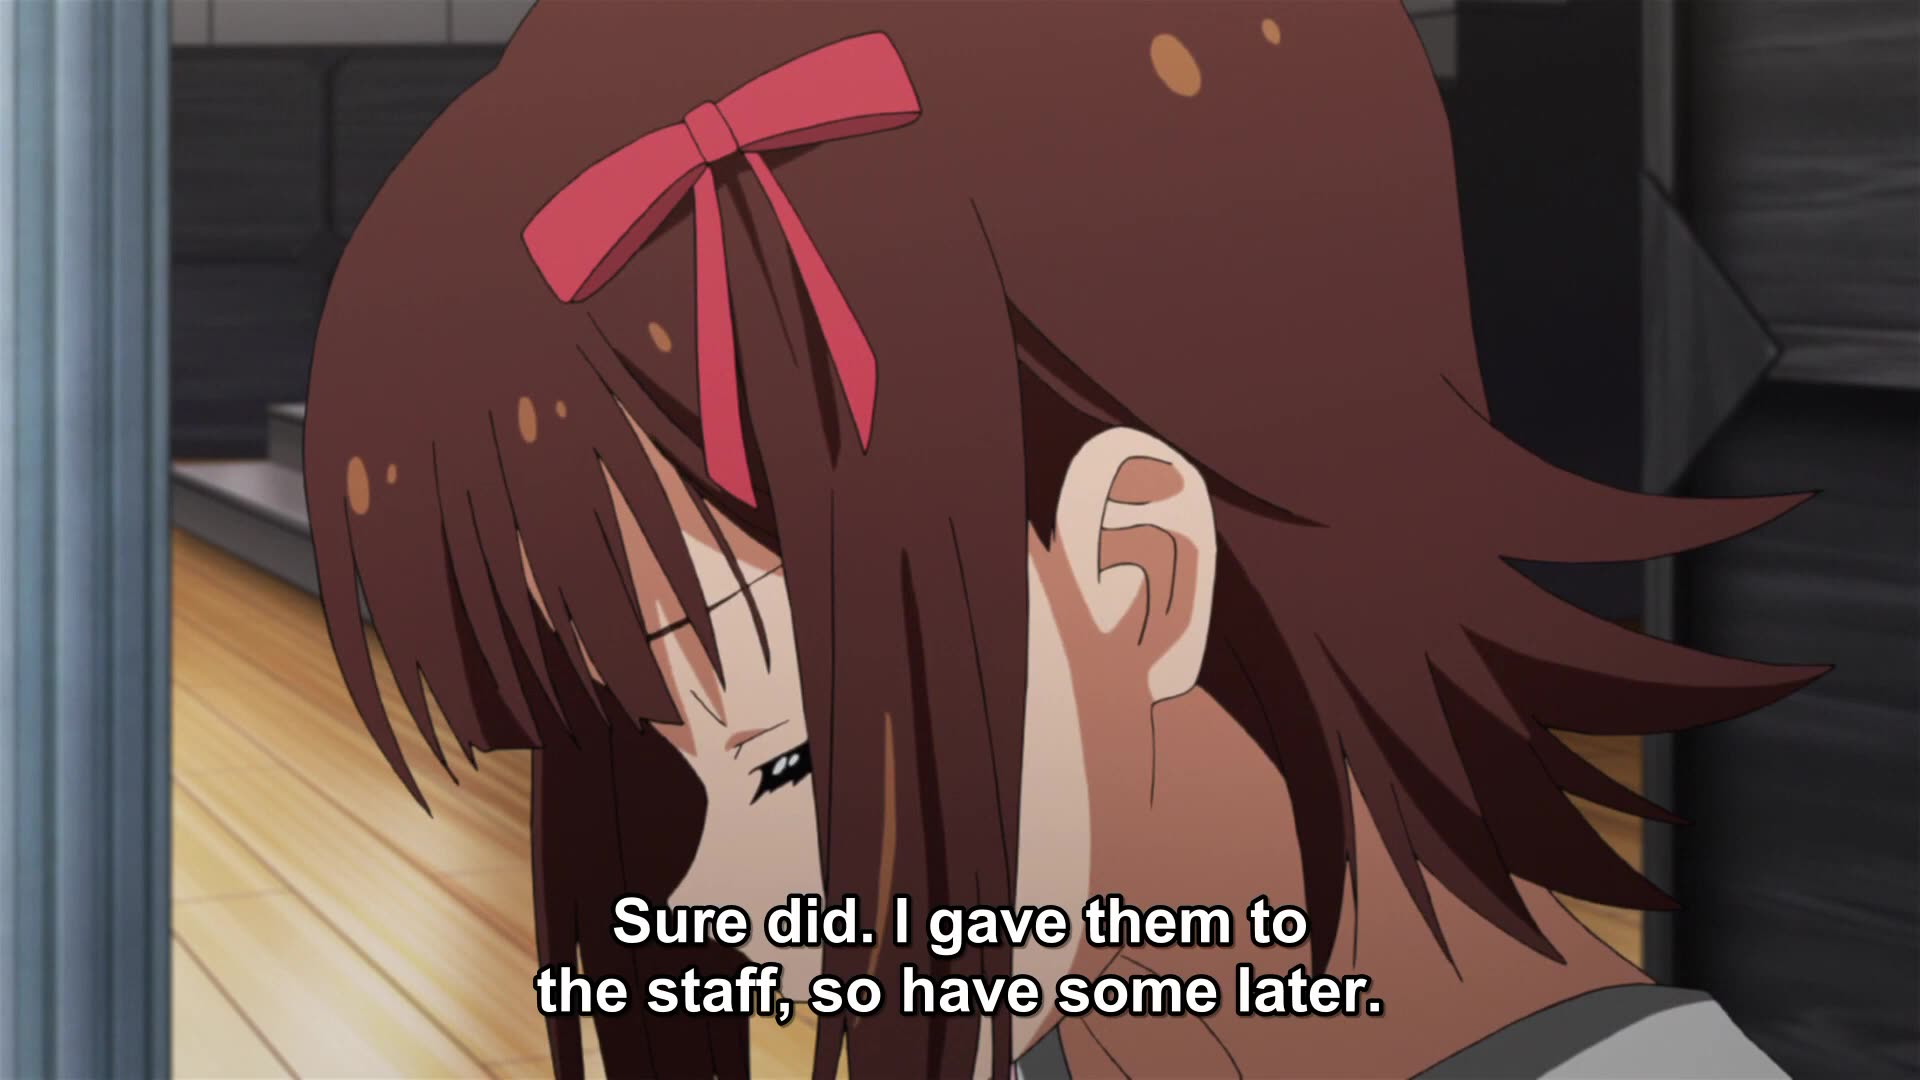 Sure did. I gave them to
the staff, so have some later.